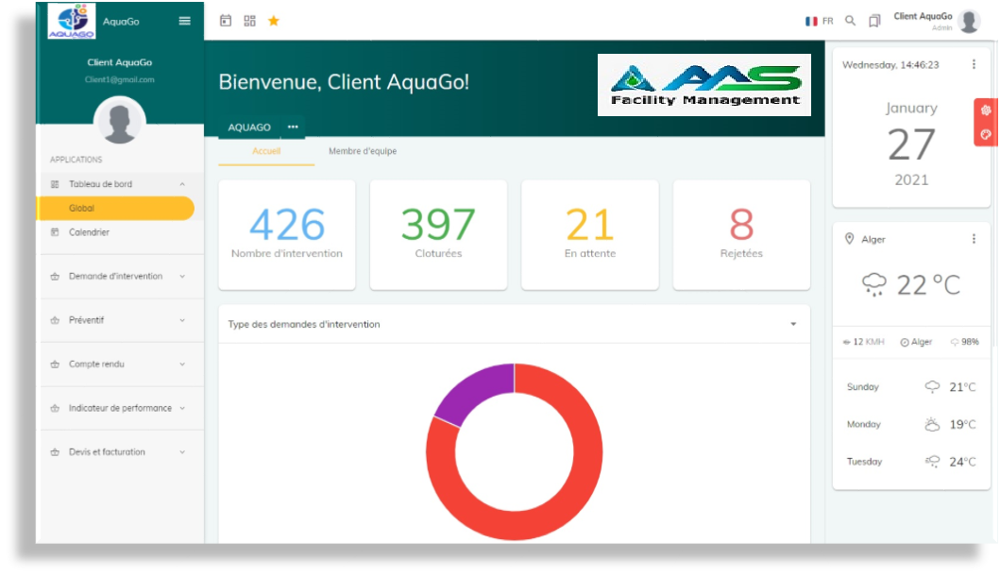 AQUAGO
AquaGo
FR
Client AquaGo
Admin
Client AquaGo
Client1@gmail.com
APPLICATIONS
Tableau de bord
Global
Calendrier
Demande d'intervention
Préventif
Compte rendu
Indicateur de performance
Devis et facturation
Bienvenue, Client AquaGo!
AAS
Facility Management
AQUAGO
Accueil
Membre d'equipe
426
Nombre d'intervention
397
Cloturées
21
En attente
8
Rejetées
Type des demandes d'intervention
Wednesday, 14:46:23
January
27
2021
Alger
22 °C
12 KMH
Alger
98%
Sunday 21°C
Monday 19°C
Tuesday 24°C